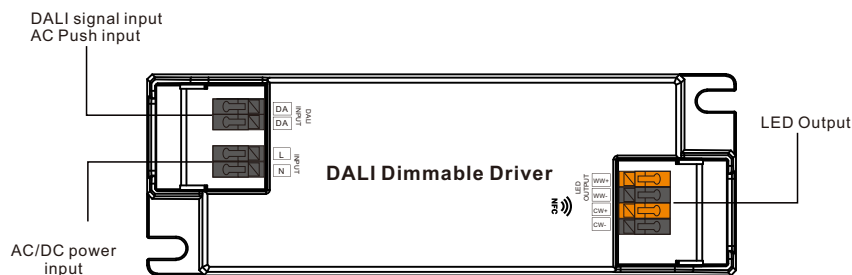 DALI signal input
AC Push input
DA
DA
DALI
INPUT
L
N
INPUT
AC/DC power
input
DALI Dimmable Driver
NFC
LED
OUTPUT
WW+
WW-
CW+
CW-
LED Output